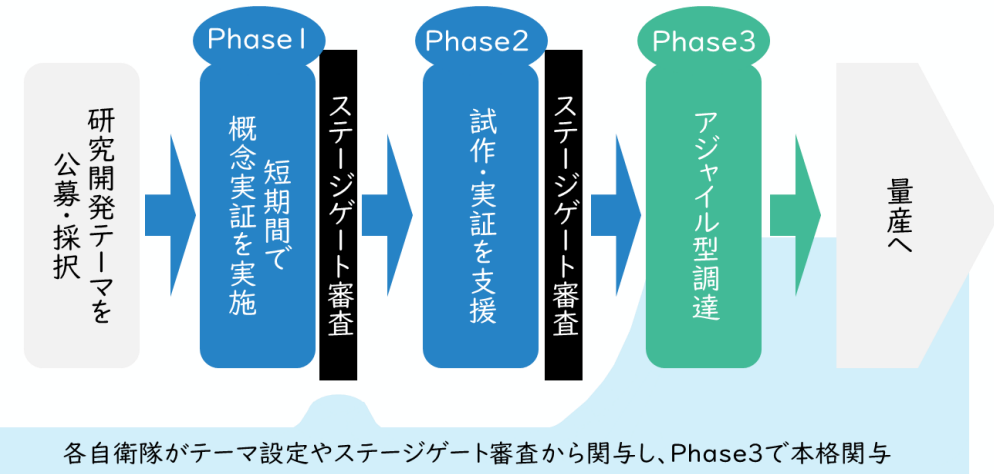 研究開発テーマを
公募・採択
Phase1
短期間で
概念実証を実施
ステージゲート審査
Phase2
試作・実証を支援
ステージゲート審査
Phase3
アジャイル型調達
量産へ
各自衛隊がテーマ設定やステージゲート審査から関与し、Phase3で本格関与